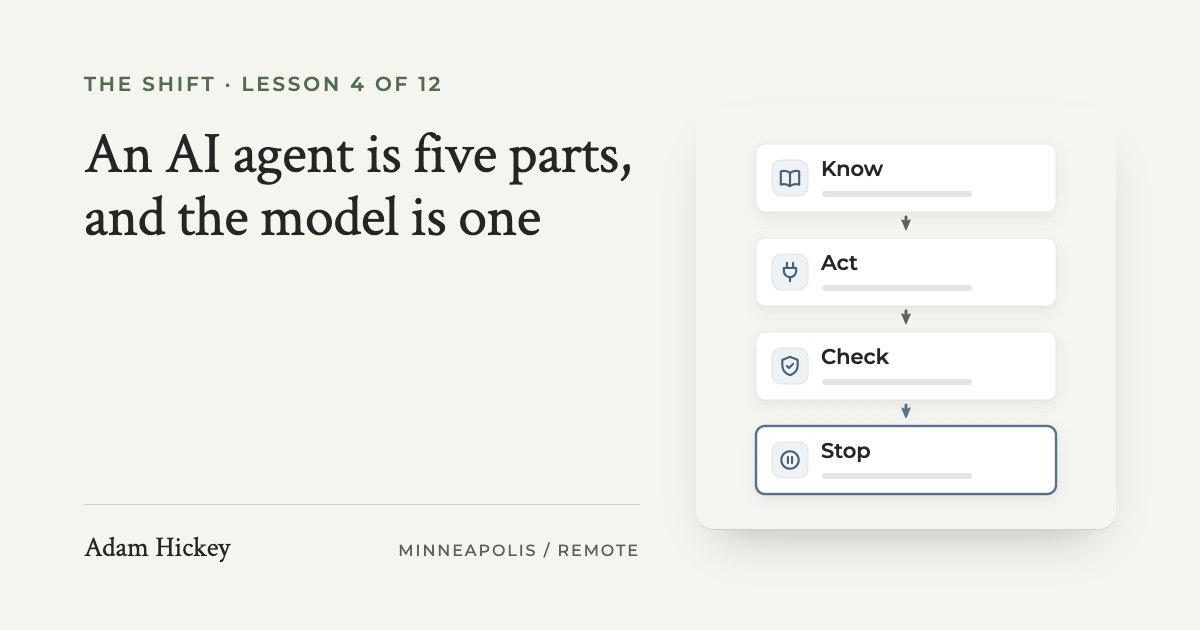 THE SHIFT · LESSON 4 OF 12
An AI agent is five parts,
and the model is one
Adam Hickey
MINNEAPOLIS / REMOTE
Know
Act
Check
Stop